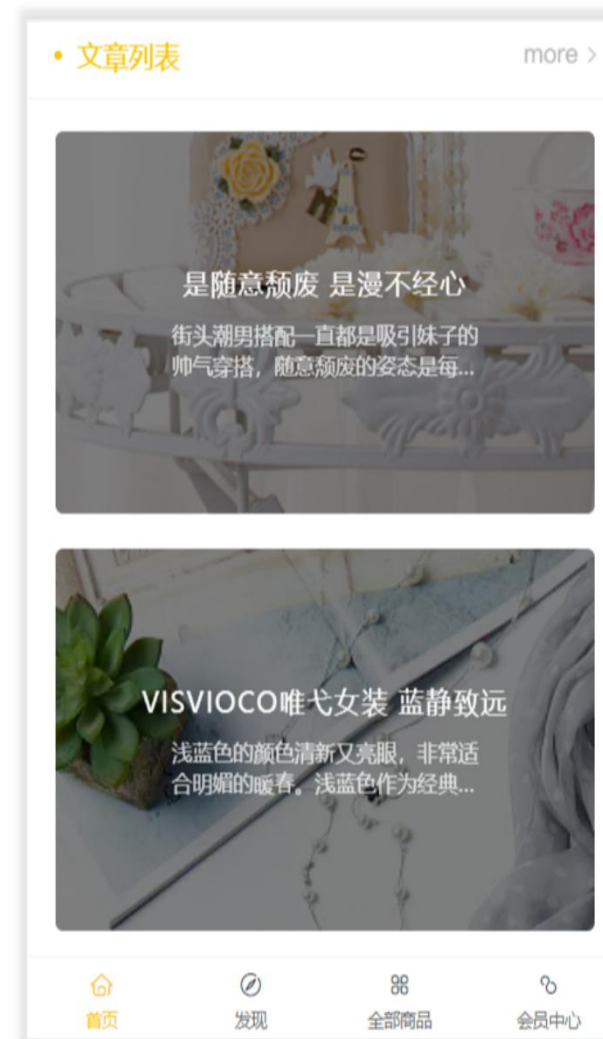 文章列表
more >
是随意颓废 是漫不经心
街头潮男搭配一直都是吸引妹子的
帅气穿搭，随意颓废的姿态是每...
VISVIOCO唯弋女装 蓝静致远
浅蓝色的颜色清新又亮眼，非常适
合明媚的暖春。浅蓝色作为经典...
首页
发现
全部商品
会员中心